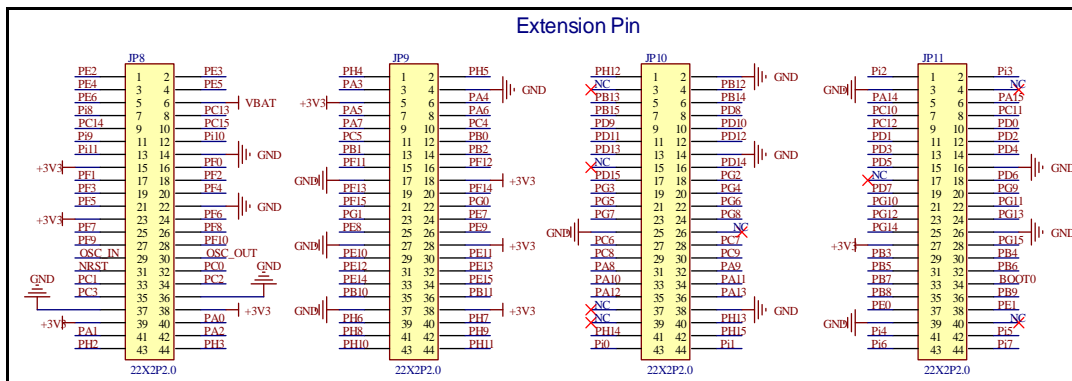 Extension Pin
JP8
PE2 1 2 PE3
PE4 3 4 PE5
PE6 5 6 VBAT
Pi8 7 8 PC13
PC14 9 10 PC15
Pi9 11 12 Pi10
Pi11 13 14 GND
+3V3 15 16 PF0
PF1 17 18 PF2
PF3 19 20 PF4
PF5 21 22 GND
+3V3 23 24 PF6
PF7 25 26 PF8
PF9 27 28 PF10
OSC_IN 29 30 OSC_OUT
NRST 31 32 PC0
PC1 33 34 PC2
PC3 35 36 GND
GND 37 38 +3V3
+3V3 39 40 PA0
PA1 41 42 PA2
PH2 43 44 PH3
22X2P2.0
JP9
PH4 1 2 PH5
PA3 3 4 GND
+3V3 5 6 PA4
PA5 7 8 PA6
PA7 9 10 PC4
PC5 11 12 PB0
PB1 13 14 PB2
PF11 15 16 PF12
GND 17 18 +3V3
PF13 19 20 PF14
PF15 21 22 PG0
PG1 23 24 PE7
PE8 25 26 PE9
GND 27 28 +3V3
PE10 29 30 PE11
PE12 31 32 PE13
PE14 33 34 PE15
PB10 35 36 PB11
GND 37 38 +3V3
PH6 39 40 PH7
PH8 41 42 PH9
PH10 43 44 PH11
22X2P2.0
JP10
PH12 1 2 GND
NC 3 4 PB12
PB13 5 6 PB14
PB15 7 8 PD8
PD9 9 10 PD10
PD11 11 12 PD12
PD13 13 14 GND
NC 15 16 PD14
PD15 17 18 PG2
PG3 19 20 PG4
PG5 21 22 PG6
PG7 23 24 PG8
GND 25 26 NC
PC6 27 28 PC7
PC8 29 30 PC9
PA8 31 32 PA9
PA10 33 34 PA11
PA12 35 36 PA13
NC 37 38 GND
NC 39 40 PH13
PH14 41 42 PH15
Pi0 43 44 Pi1
22X2P2.0
JP11
Pi2 1 2 Pi3
GND 3 4 NC
PA14 5 6 PA15
PC10 7 8 PC11
PC12 9 10 PD0
PD1 11 12 PD2
PD3 13 14 PD4
PD5 15 16 GND
NC 17 18 PD6
PD7 19 20 PG9
PG10 21 22 PG11
PG12 23 24 PG13
PG14 25 26 GND
+3V3 27 28 PG15
PB3 29 30 PB4
PB5 31 32 PB6
PB7 33 34 BOOT0
PB8 35 36 PB9
PE0 37 38 PE1
GND 39 40 NC
Pi4 41 42 Pi5
Pi6 43 44 Pi7
22X2P2.0